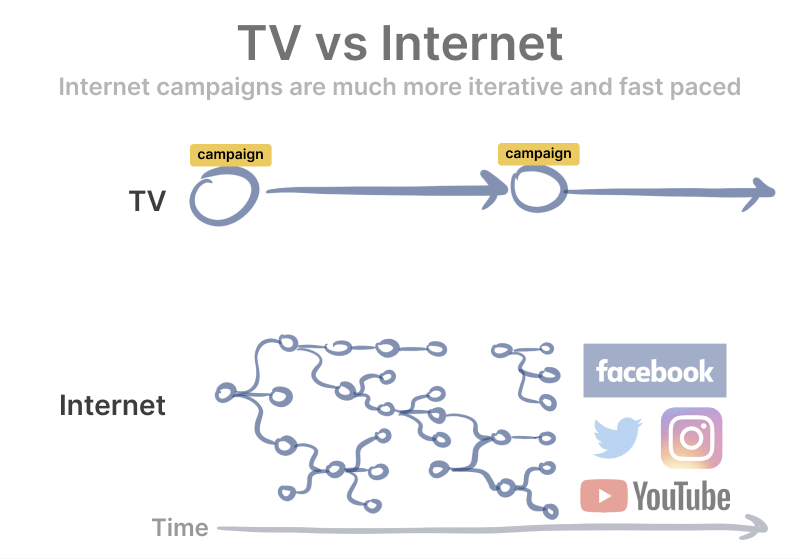 TV vs Internet
Internet campaigns are much more iterative and fast paced
campaign
campaign
TV
Internet
facebook
YouTube
Time